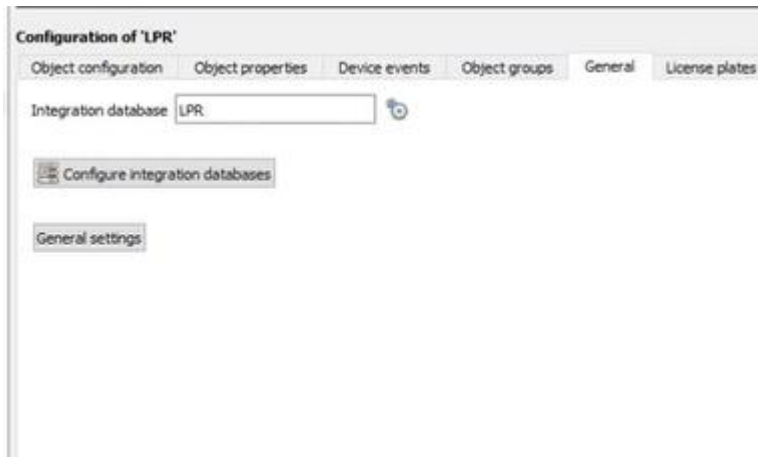 Configuration of 'LPR'
Object configuration Object properties Device events Object groups General License plates
Integration database LPR
Configure integration databases
General settings